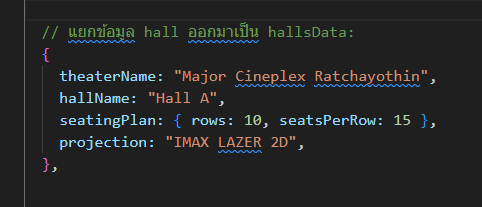 // แยกข้อมูล hall ออกมาเป็น hallsData:
{
  theaterName: "Major Cineplex Ratchayothin",
  hallName: "Hall A",
  seatingPlan: { rows: 10, seatsPerRow: 15 },
  projection: "IMAX LAZER 2D",
},